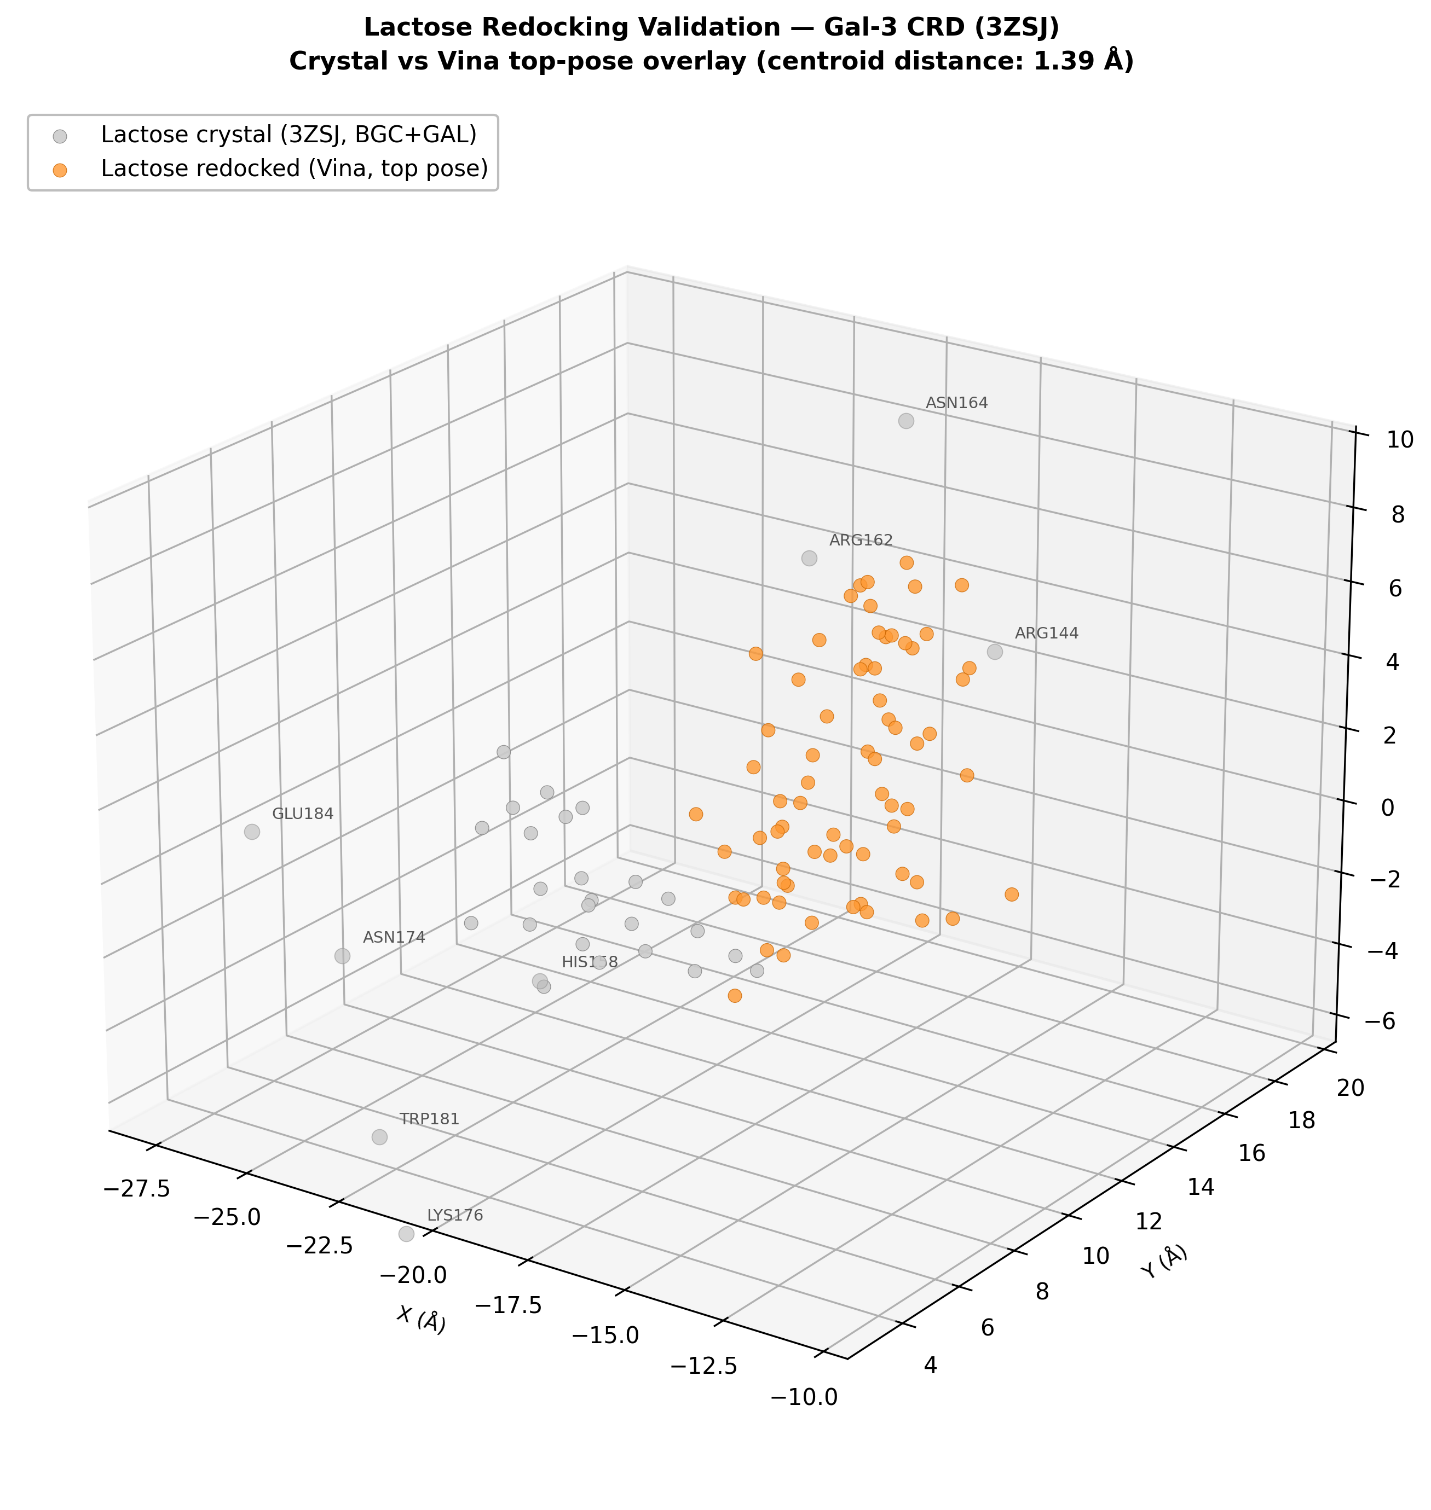 Lactose Redocking Validation — Gal-3 CRD (3ZSJ)
Crystal vs Vina top-pose overlay (centroid distance: 1.39 Å)
Lactose crystal (3ZSJ, BGC+GAL)
Lactose redocked (Vina, top pose)
ASN164
ARG162
ARG144
GLU184
ASN174
HIS158
TRP181
LYS176
10
8
6
4
2
0
−2
−4
−6
20
18
16
14
12
10
8
6
4
Y (Å)
−27.5
−25.0
−22.5
−20.0
−17.5
−15.0
−12.5
−10.0
X (Å)